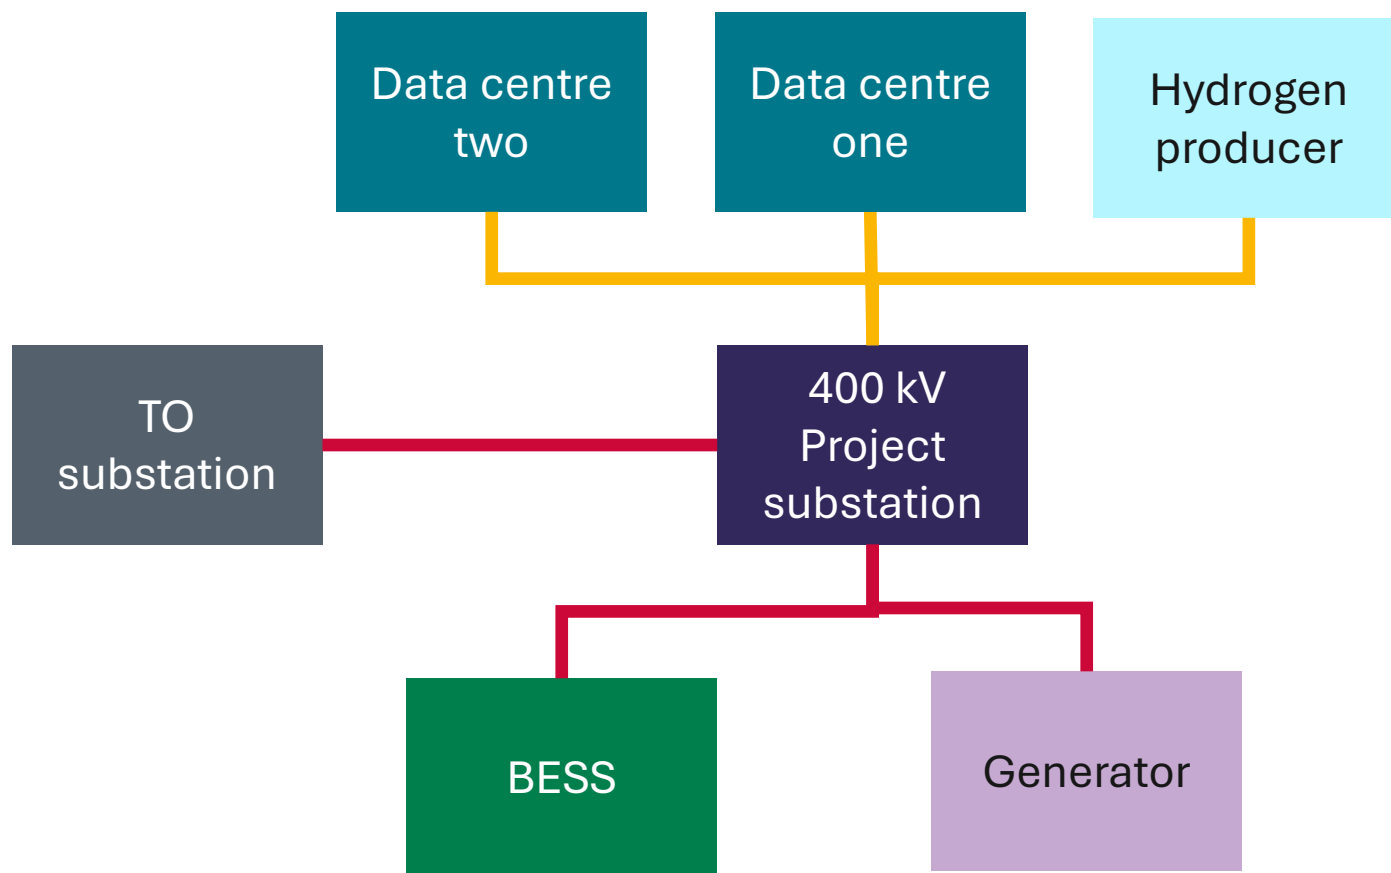 Data centre
two
Data centre
one
Hydrogen
producer
TO
substation
400 kV
Project
substation
BESS
Generator